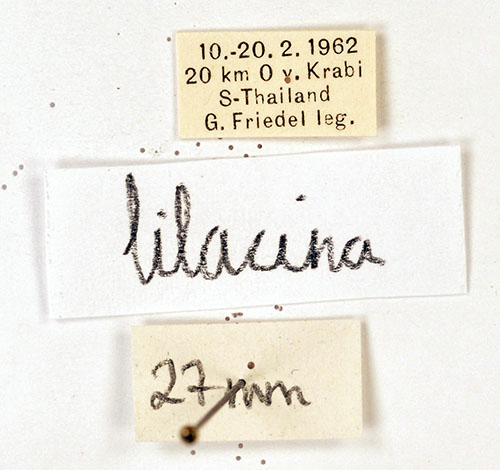 10.-20. 2. 1962
20 km O v. Krabi
S-Thailand
G. Friedel leg.
lilacina
27mm